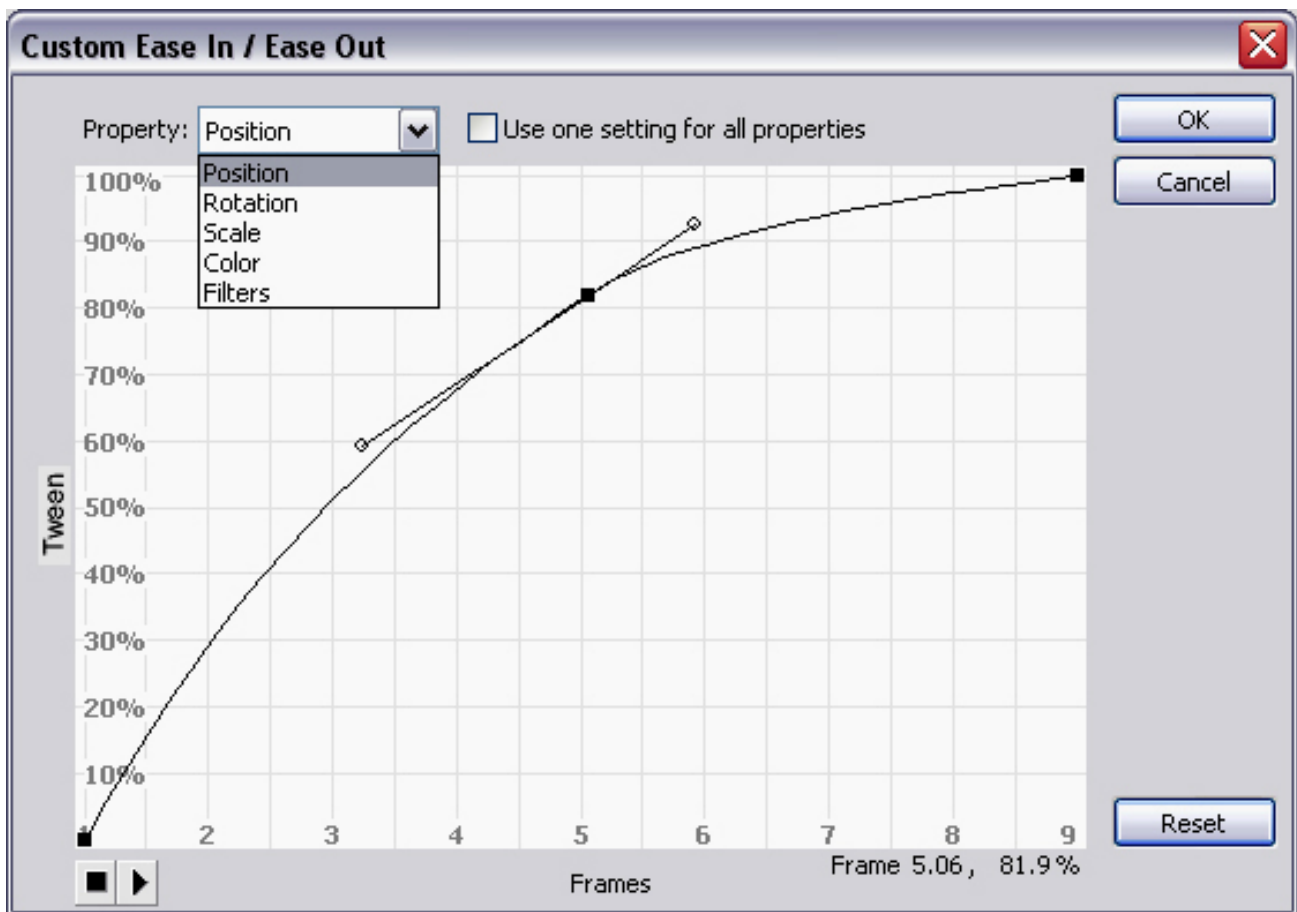 Custom Ease In / Ease Out
Property: Position Use one setting for all properties OK
Position
Rotation
Scale
Color
Filters
Cancel
100%
90%
80%
70%
60%
50%
40%
30%
20%
10%
Tween
1 2 3 4 5 6 7 8 9
Reset
Frame 5.06, 81.9%
Frames